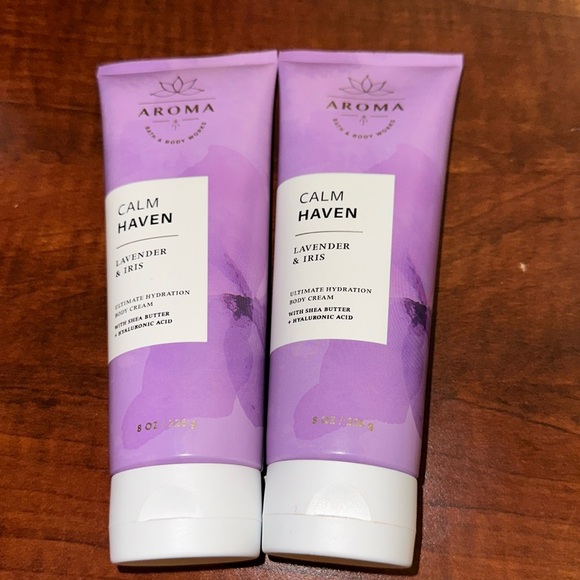 AROMA
BATH & BODY WORKS
CALM
HAVEN
LAVENDER
& IRIS
ULTIMATE HYDRATION
BODY CREAM
WITH SHEA BUTTER
+ HYALURONIC ACID
8 OZ / 226 g
AROMA
BATH & BODY WORKS
CALM
HAVEN
LAVENDER
& IRIS
ULTIMATE HYDRATION
BODY CREAM
WITH SHEA BUTTER
+ HYALURONIC ACID
8 OZ / 226 g